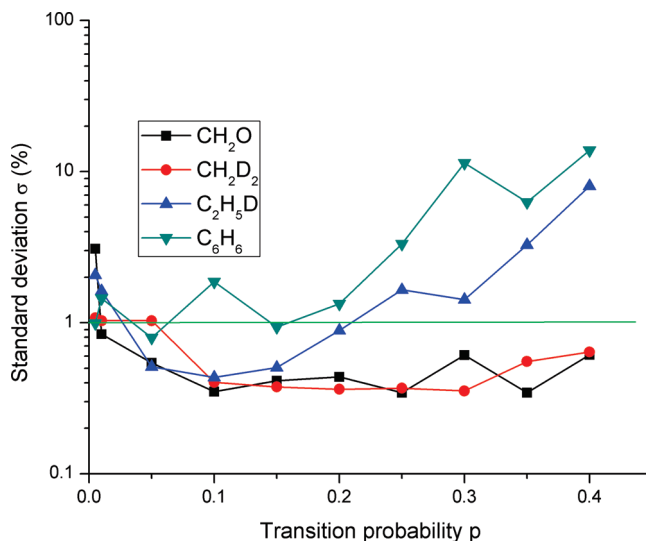 100
10
1
0.1
Standard deviation σ (%)
CH₂O
CH₂D₂
C₂H₅D
C₆H₆
0.0 0.1 0.2 0.3 0.4
Transition probability p